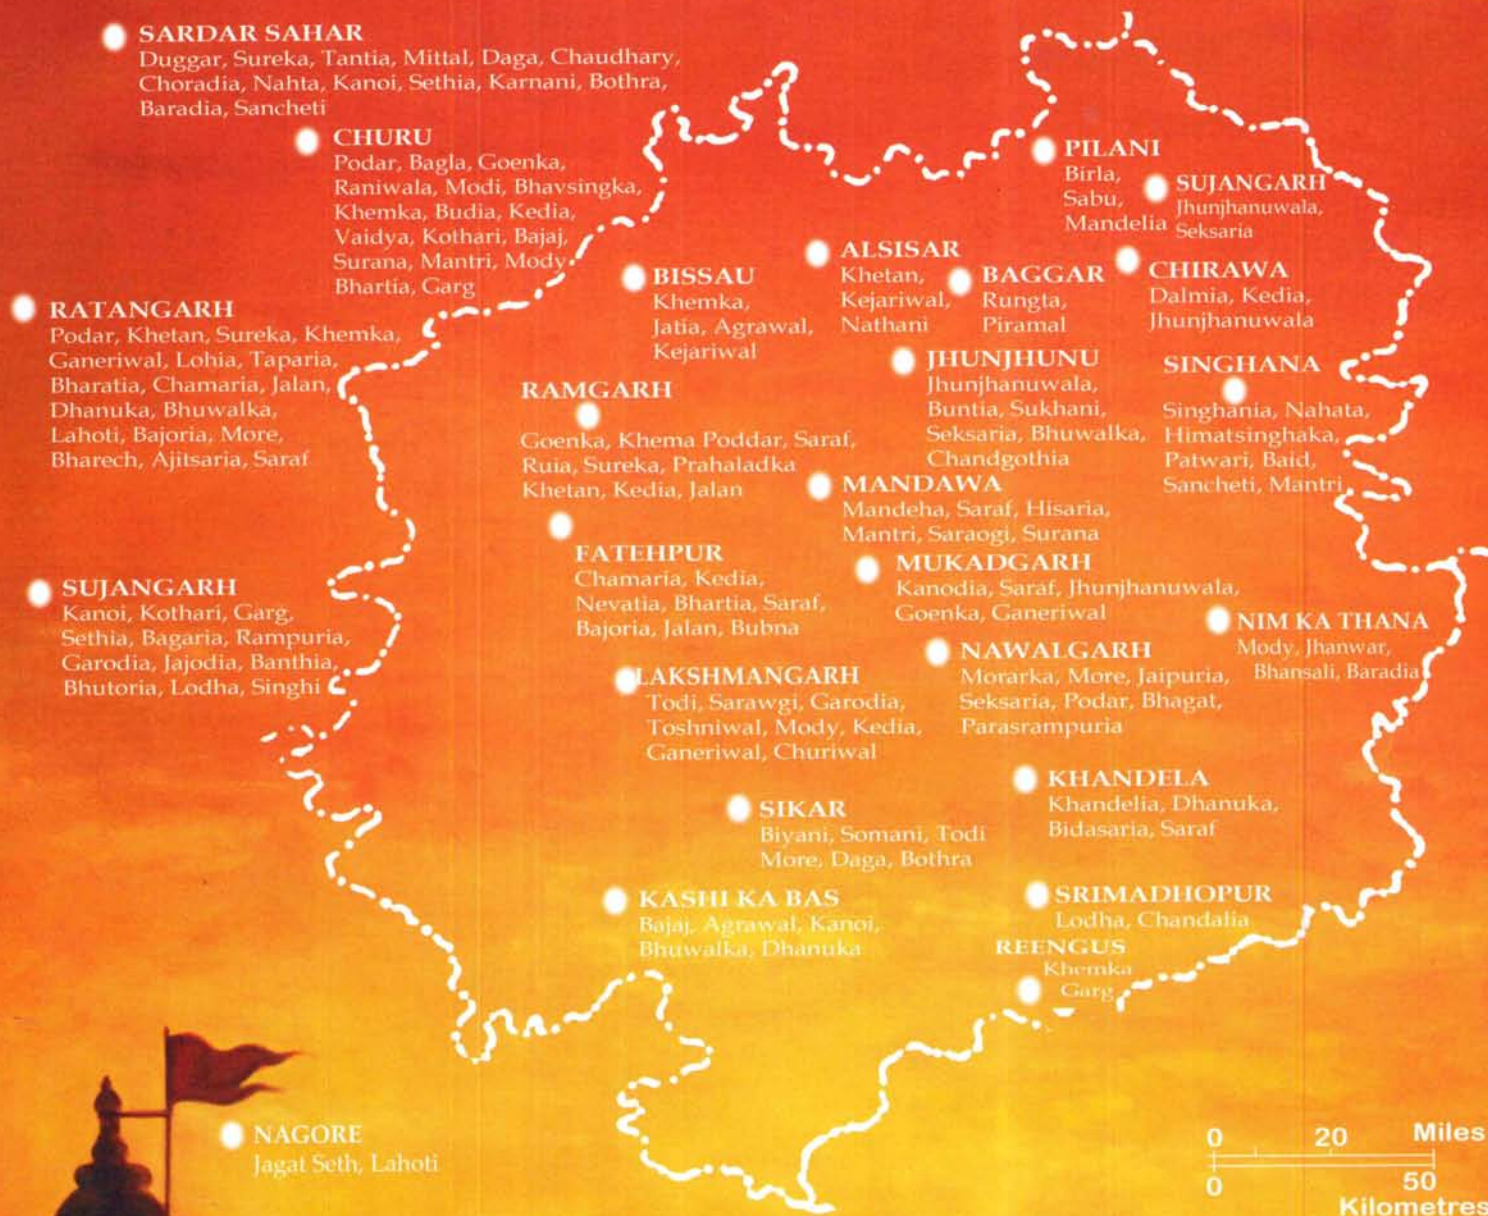 SARDAR SAHAR
Duggar, Sureka, Tantia, Mittal, Daga, Chaudhary,
Choradia, Nahta, Kanoi, Sethia, Karnani, Bothra,
Baradia, Sancheti
CHURU
Podar, Bagla, Goenka,
Raniwala, Modi, Bhavsingka,
Khemka, Budia, Kedia,
Vaidya, Kothari, Bajaj,
Surana, Mantri, Mody
Bhartia, Garg
PILANI
Birla,
Sabu,
Mandelia
SUJANGARH
Jhunjhanuwala,
Seksaria
ALSISAR
Khetan,
Kejariwal,
Nathani
BISSAU
Khemka,
Jatia, Agrawal,
Kejariwal
BAGGAR
Rungta,
Piramal
CHIRAWA
Dalmia, Kedia,
Jhunjhanuwala
RATANGARH
Podar, Khetan, Sureka, Khemka,
Ganeriwal, Lohia, Taparia,
Bharatia, Chamaria, Jalan,
Dhanuka, Bhuwalka,
Lahoti, Bajoria, More,
Bharech, Ajitsaria, Saraf
JHUNJHUNU
Jhunjhanuwala,
Buntia, Sukhani,
Seksaria, Bhuwalka,
Chandgothia
SINGHANA
Singhania, Nahata,
Himatsinghaka,
Patwari, Baid,
Sancheti, Mantri
RAMGARH
Goenka, Khema Poddar, Saraf,
Ruia, Sureka, Prahaladka
Khetan, Kedia, Jalan
MANDAWA
Mandeha, Saraf, Hisaria,
Mantri, Saraogi, Surana
FATEHPUR
Chamaria, Kedia,
Nevatia, Bhartia, Saraf,
Bajoria, Jalan, Bubna
MUKADGARH
Kanodia, Saraf, Jhunjhanuwala,
Goenka, Ganeriwal
SUJANGARH
Kanoi, Kothari, Garg,
Sethia, Bagaria, Rampuria,
Garodia, Jajodia, Banthia,
Bhutoria, Lodha, Singhi
NIM KA THANA
Mody, Jhanwar,
Bhansali, Baradia
NAWALGARH
Morarka, More, Jaipuria,
Seksaria, Podar, Bhagat,
Parasrampuria
LAKSHMANGARH
Todi, Sarawgi, Garodia,
Toshniwal, Mody, Kedia,
Ganeriwal, Churiwal
KHANDELA
Khandelia, Dhanuka,
Bidasaria, Saraf
SIKAR
Biyani, Somani, Todi
More, Daga, Bothra
KASHI KA BAS
Bajaj, Agrawal, Kanoi,
Bhuwalka, Dhanuka
SRIMADHOPUR
Lodha, Chandalia
REENGUS
Khemka
Garg
NAGORE
Jagat Seth, Lahoti
0 20 Miles
0 50
Kilometres